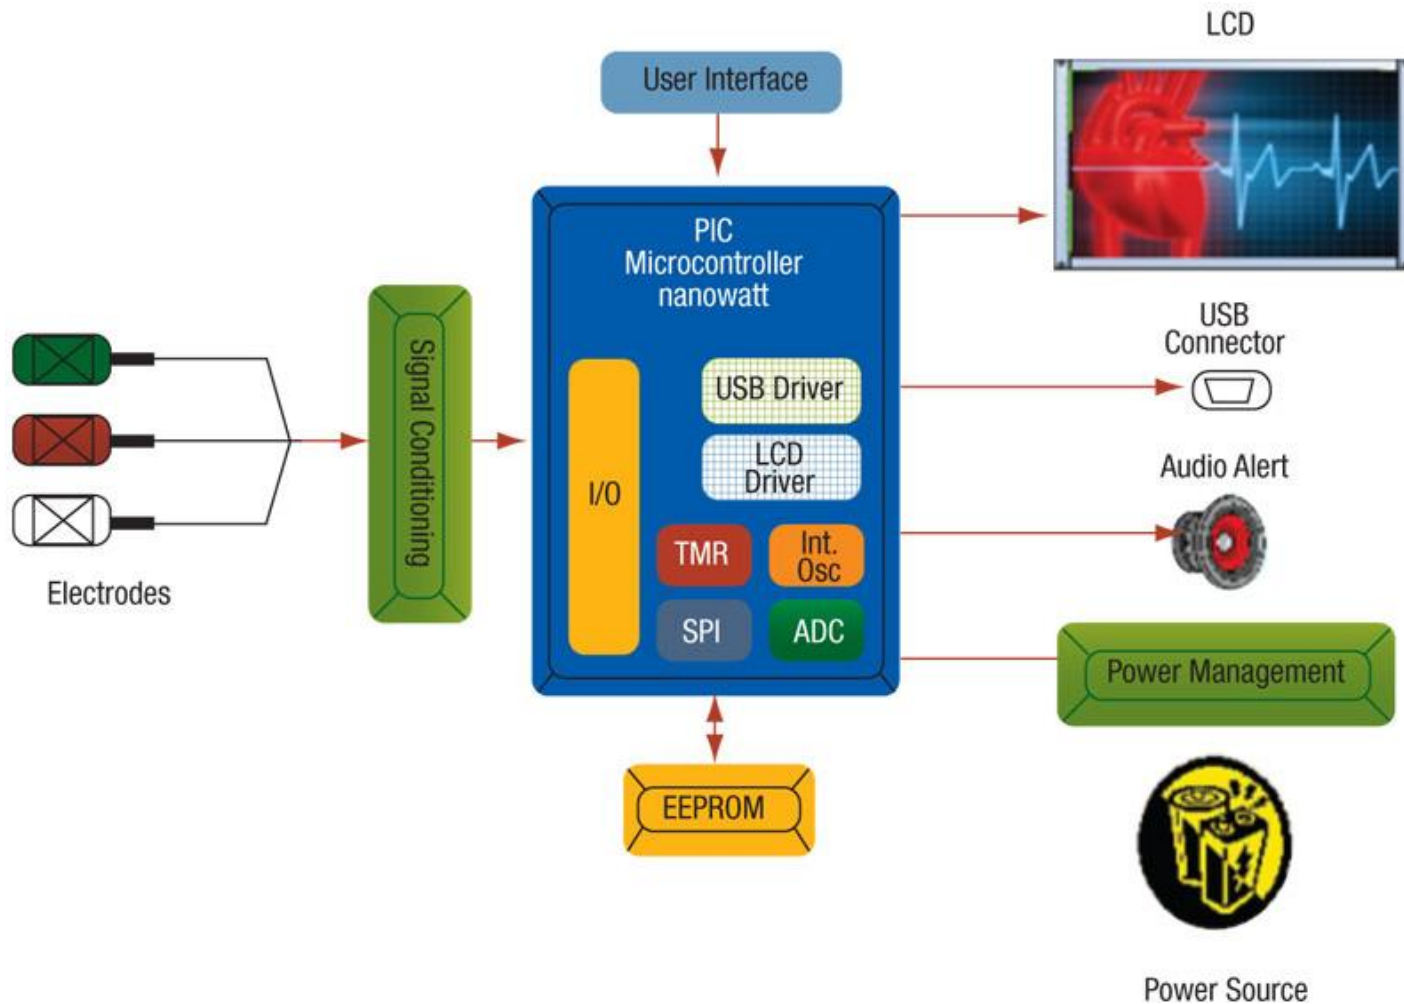 LCD
User Interface
PIC
Microcontroller
nanowatt
USB
Connector
Signal Conditioning
USB Driver
LCD
Driver
I/O
Audio Alert
TMR
Int.
Osc
Electrodes
SPI
ADC
Power Management
EEPROM
Power Source